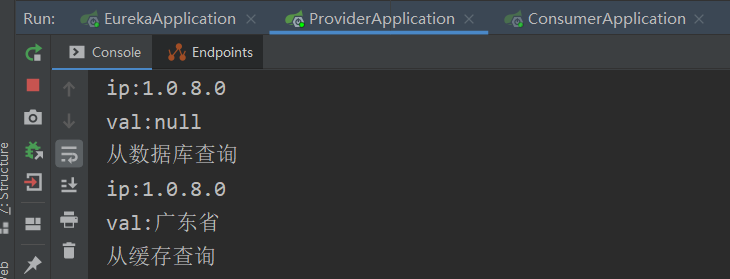 Run: EurekaApplication × ProviderApplication × ConsumerApplication ×
Console Endpoints
ip:1.0.8.0
val:null
从数据库查询
ip:1.0.8.0
val:广东省
从缓存查询
7: Structure
Web